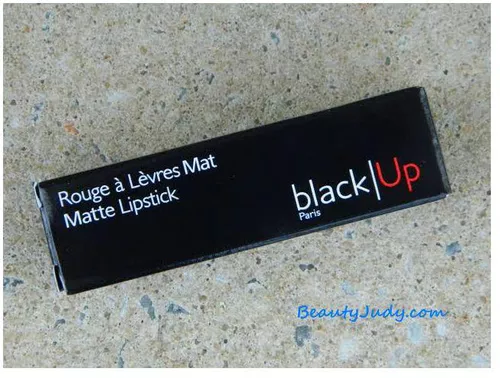 Rouge à Lèvres Mat
Matte Lipstick
black|Up
Paris
BeautyJudy.com